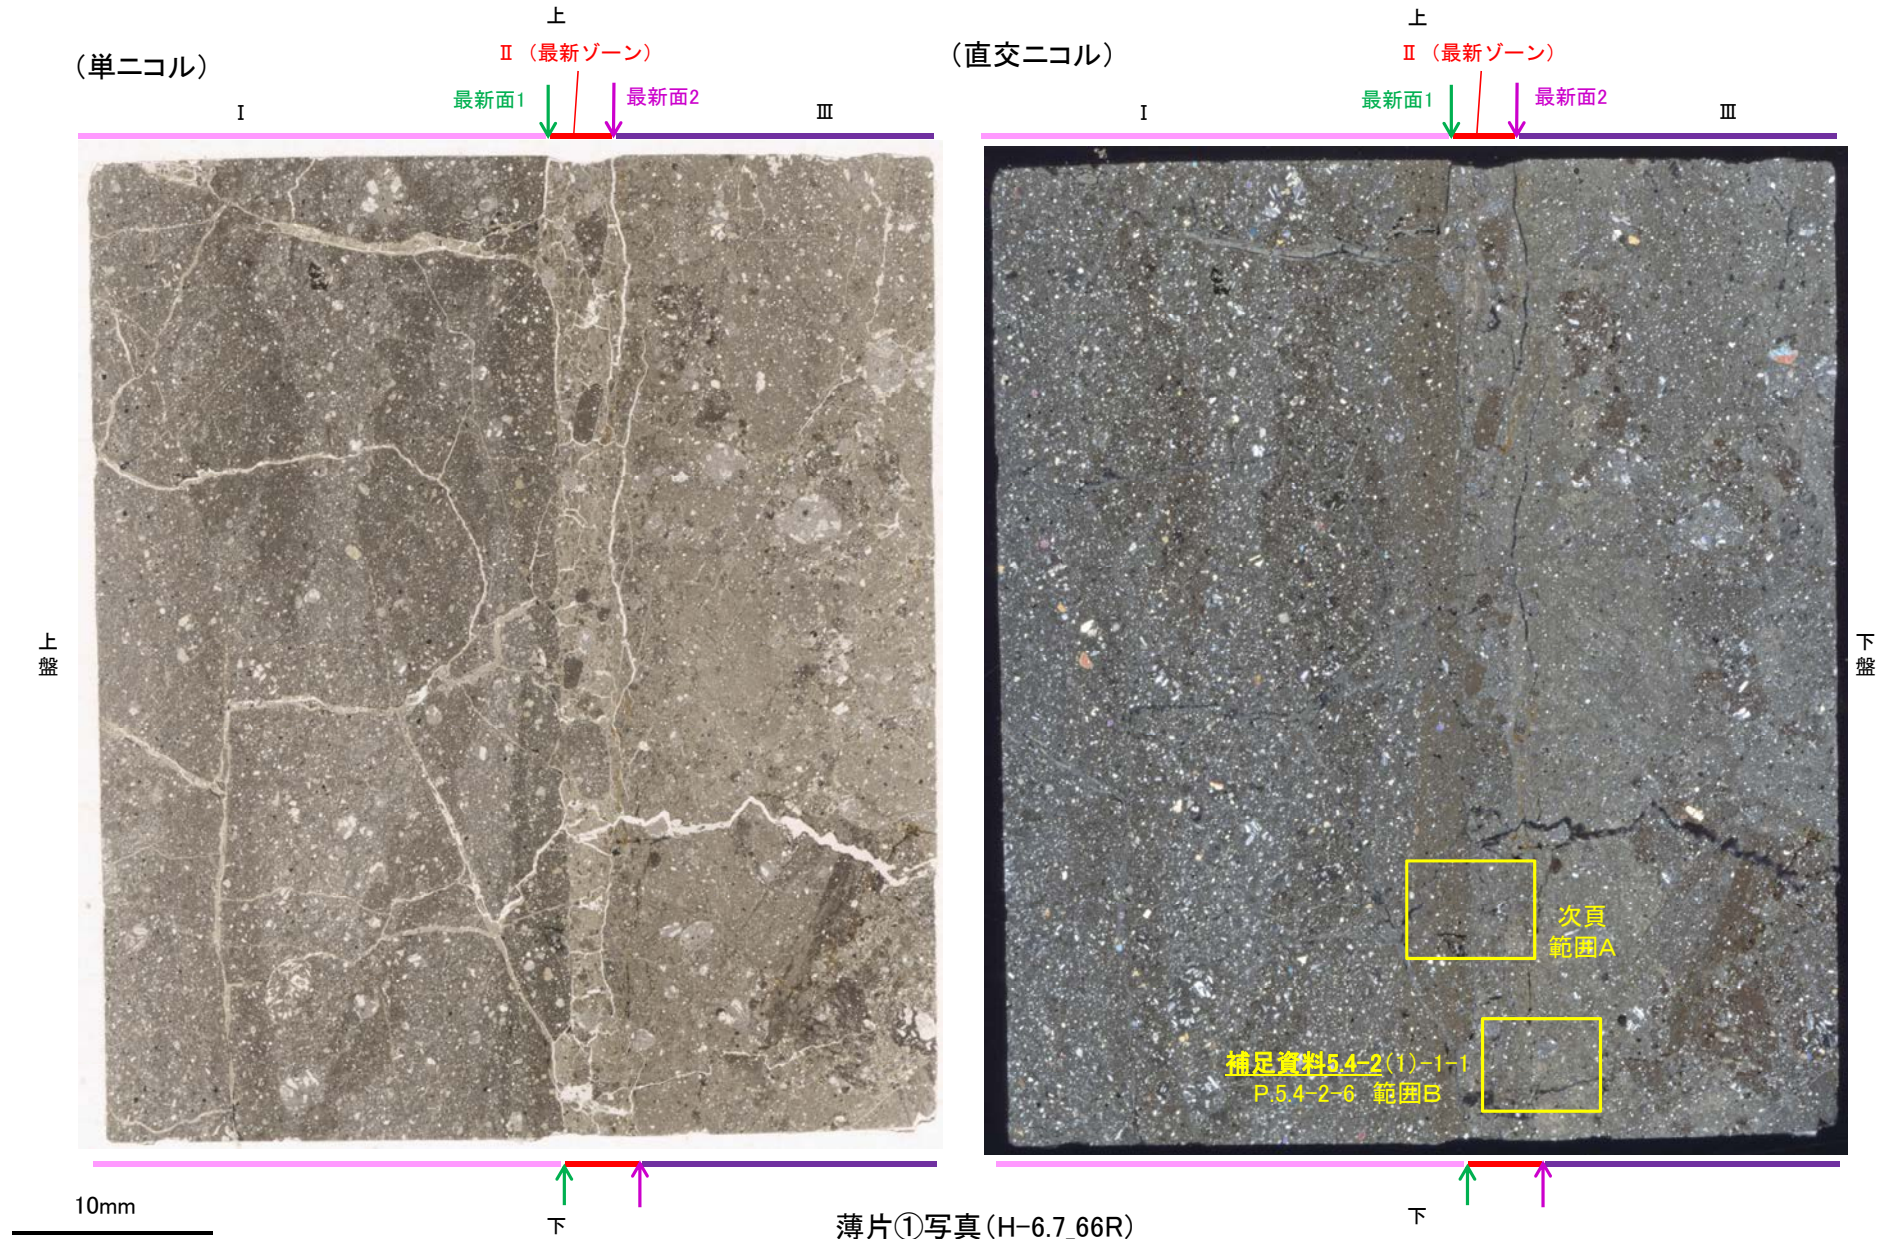 上
(単ニコル)
Ⅱ (最新ゾーン)
最新面1
最新面2
Ⅰ
Ⅲ
上
(直交ニコル)
Ⅱ (最新ゾーン)
最新面1
最新面2
Ⅰ
Ⅲ
上盤
下盤
次頁
範囲A
補足資料5.4-2(1)-1-1
P.5.4-2-6 範囲B
10mm
下
下
薄片①写真(H-6.7_66R)